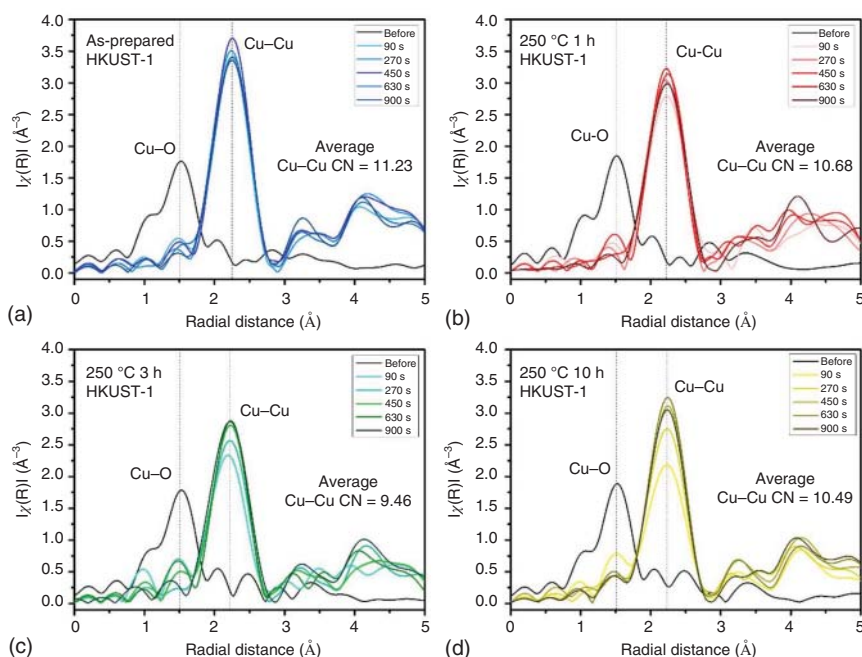 As-prepared
HKUST-1
Cu–Cu
Before
90 s
270 s
450 s
630 s
900 s
Cu–O
Average
Cu–Cu CN = 11.23
|χ(R)| (Å⁻³)
4.0
3.5
3.0
2.5
2.0
1.5
1.0
0.5
0.0
0 1 2 3 4 5
Radial distance (Å)
(a)
250 °C 1 h
HKUST-1
Cu-Cu
Before
90 s
270 s
450 s
630 s
900 s
Cu-O
Average
Cu–Cu CN = 10.68
|χ(R)| (Å⁻³)
4.0
3.5
3.0
2.5
2.0
1.5
1.0
0.5
0.0
0 1 2 3 4 5
Radial distance (Å)
(b)
250 °C 3 h
HKUST-1
Cu–Cu
Before
90 s
270 s
450 s
630 s
900 s
Cu–O
Average
Cu–Cu CN = 9.46
|χ(R)| (Å⁻³)
4.0
3.5
3.0
2.5
2.0
1.5
1.0
0.5
0.0
0 1 2 3 4 5
Radial distance (Å)
(c)
250 °C 10 h
HKUST-1
Cu–Cu
Before
90 s
270 s
450 s
630 s
900 s
Cu–O
Average
Cu–Cu CN = 10.49
|χ(R)| (Å⁻³)
4.0
3.5
3.0
2.5
2.0
1.5
1.0
0.5
0.0
0 1 2 3 4 5
Radial distance (Å)
(d)